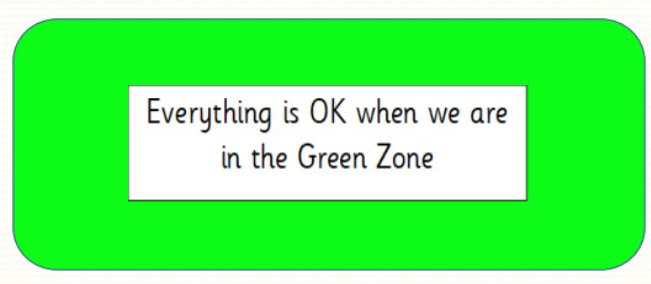 Everything is OK when we are
in the Green Zone